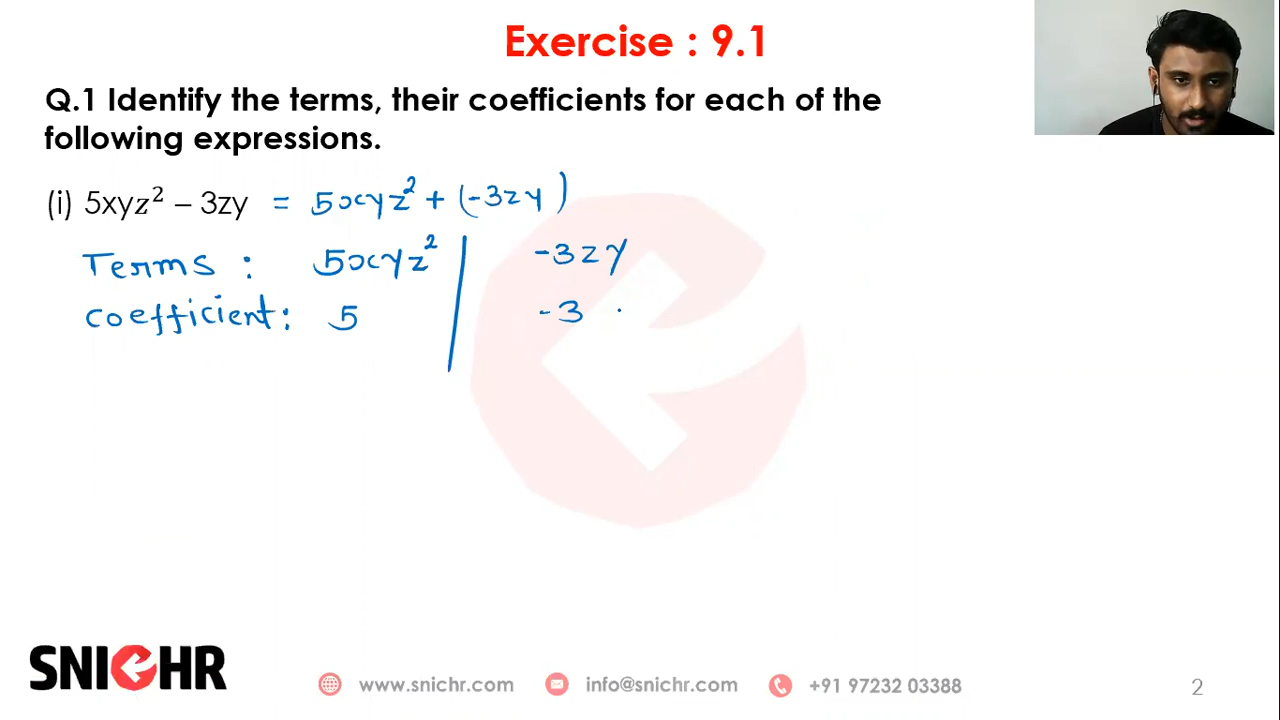 Exercise : 9.1
Q.1 Identify the terms, their coefficients for each of the
following expressions.
(i) 5xyz² – 3zy = 5xyz² + (-3zy)
Terms : 5xyz² | -3zy
coefficient: 5 | -3
SNICHR
www.snichr.com info@snichr.com +91 97232 03388 2